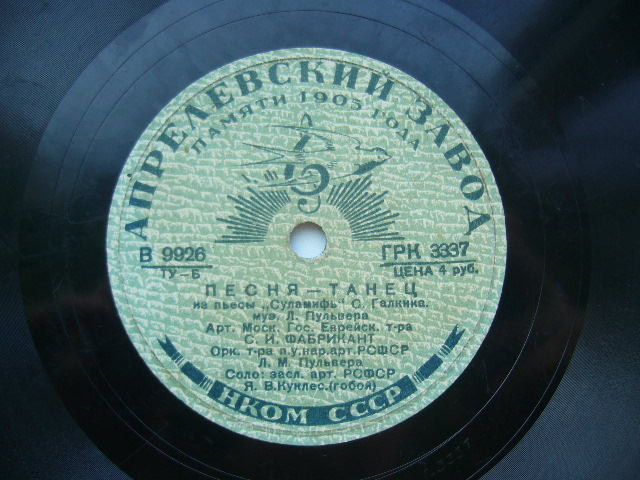 АПРЕЛЕВСКИЙ ЗАВОД
ПАМЯТИ 1905 ГОДА
В 9926
ТУ-Б
ГРК 3337
ЦЕНА 4 руб.
ПЕСНЯ — ТАНЕЦ
из пьесы „Суламифь" С. Галкина.
муз. Л. Пульвера
Арт. Моск. Гос. Еврейск. т-ра
С. И. ФАБРИКАНТ
Орк. т-ра п.у. нар. арт. РСФСР
Л. М. Пульвера
Соло: засл. арт. РСФСР
Я. В. Куклес. (гобой)
НКОМ СССР